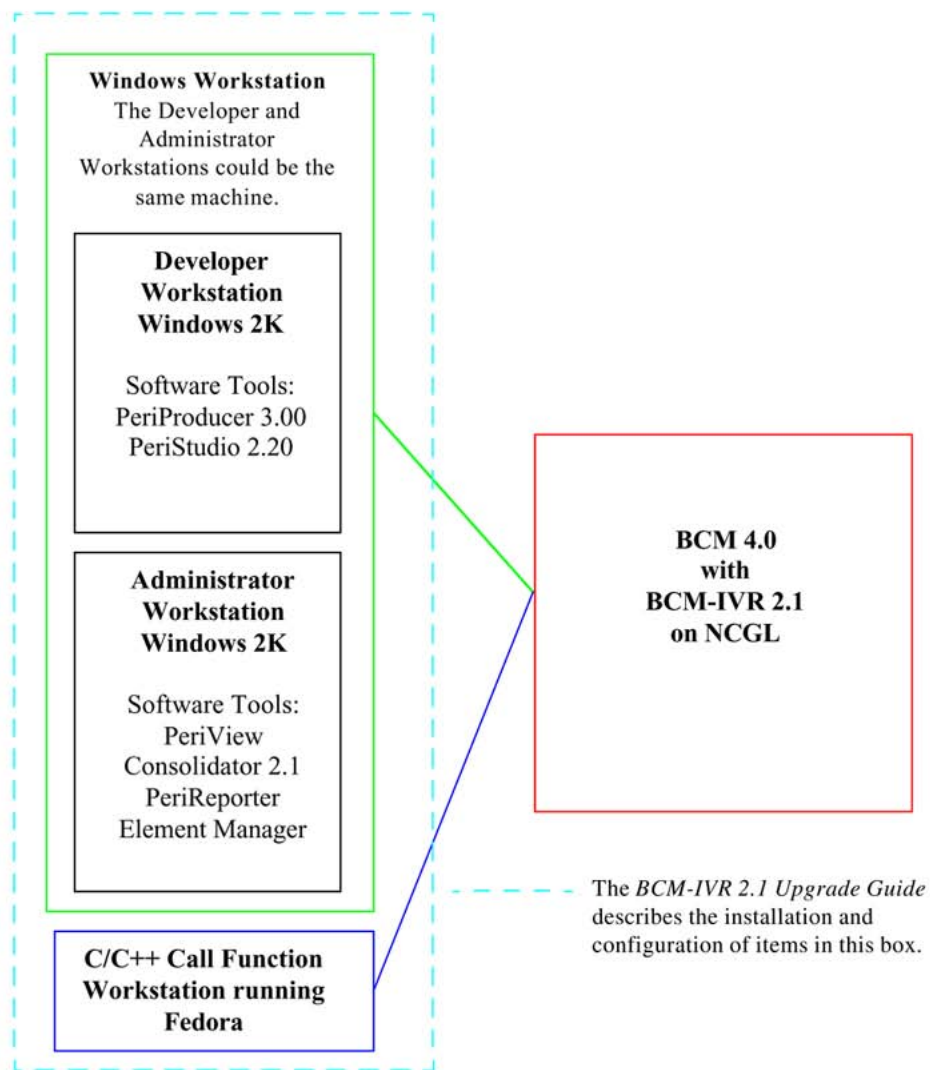 Windows Workstation
The Developer and
Administrator
Workstations could be the
same machine.
Developer
Workstation
Windows 2K
Software Tools:
PeriProducer 3.00
PeriStudio 2.20
Administrator
Workstation
Windows 2K
Software Tools:
PeriView
Consolidator 2.1
PeriReporter
Element Manager
C/C++ Call Function
Workstation running
Fedora
BCM 4.0
with
BCM-IVR 2.1
on NCGL
The BCM-IVR 2.1 Upgrade Guide
describes the installation and
configuration of items in this box.